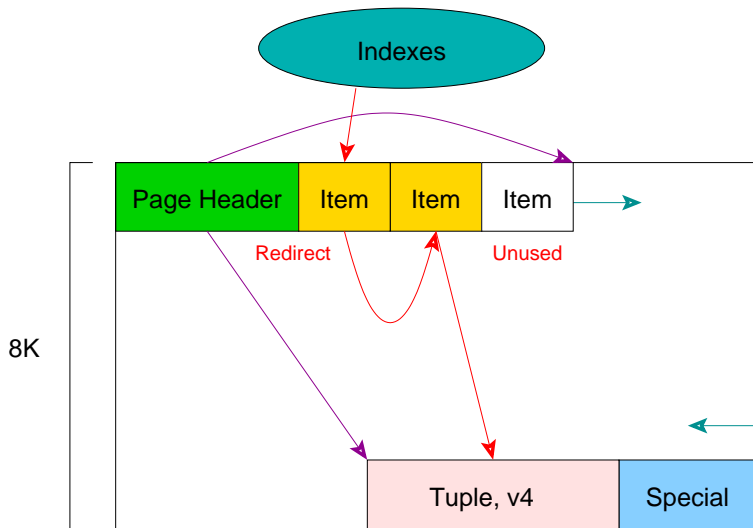 Indexes
Page Header
Item
Item
Item
Redirect
Unused
8K
Tuple, v4
Special